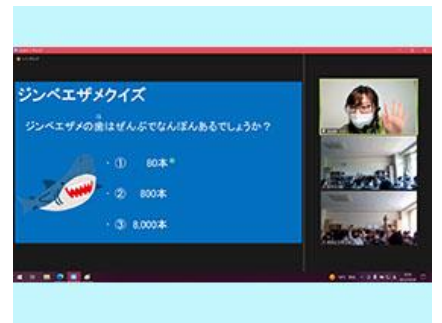 ジンベエザメクイズ
ジンベエザメの歯はぜんぶでなんぼんあるでしょうか？
・① 80本
・② 800本
・③ 8,000本